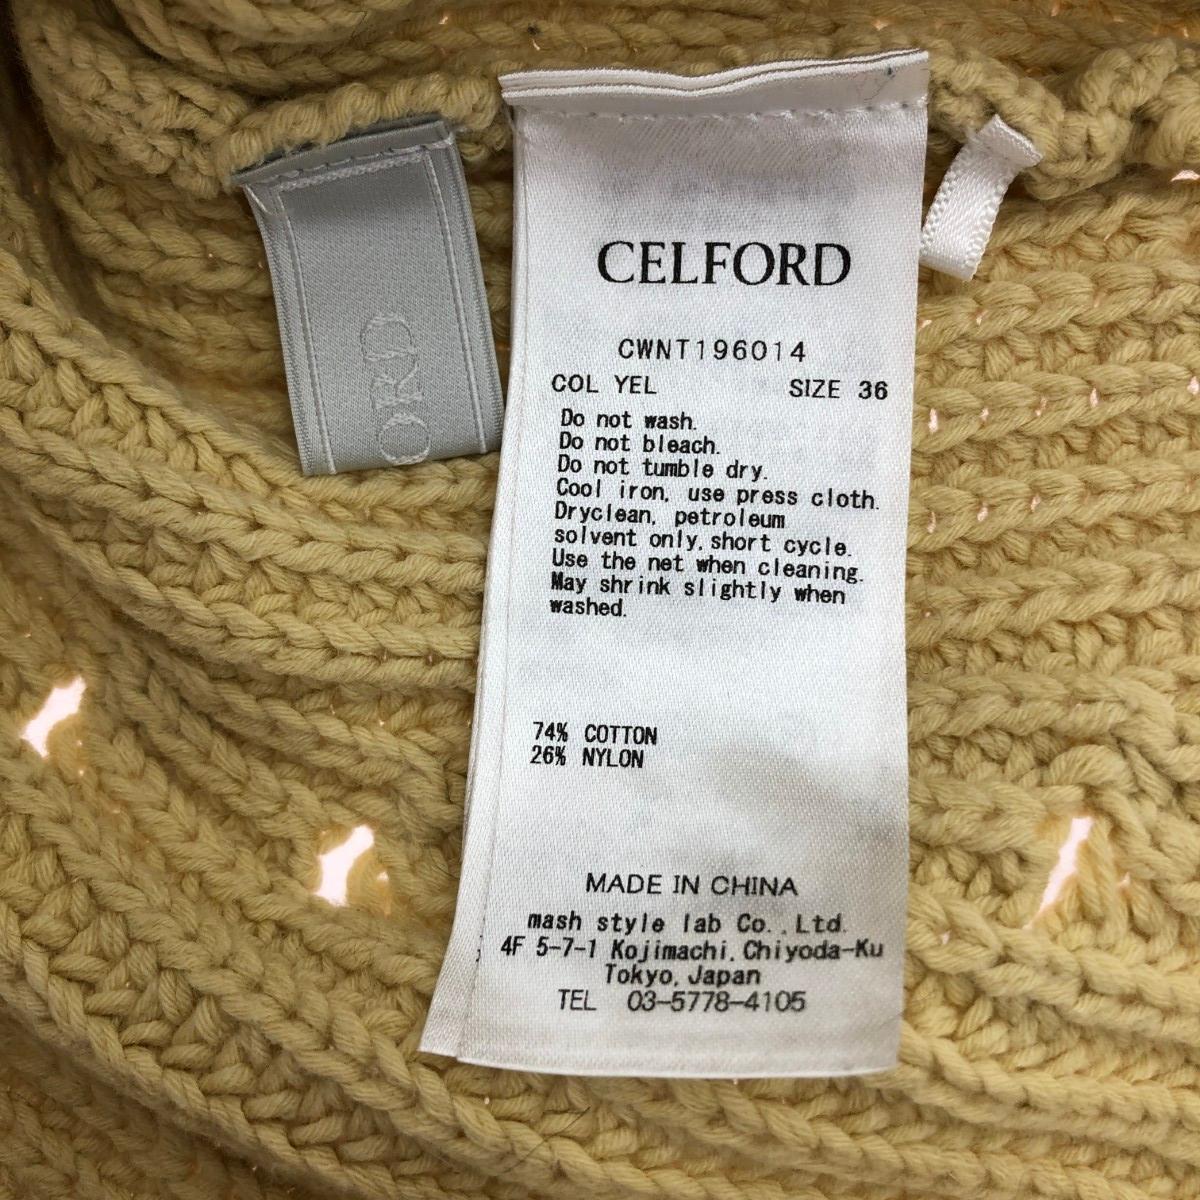 ORD
CELFORD
CWNT196014
COL YEL SIZE 36
Do not wash.
Do not bleach.
Do not tumble dry.
Cool iron, use press cloth.
Dryclean, petroleum
solvent only, short cycle.
Use the net when cleaning.
May shrink slightly when
washed.
74% COTTON
26% NYLON
MADE IN CHINA
mash style lab Co.,Ltd.
4F 5-7-1 Kojimachi, Chiyoda-Ku
Tokyo, Japan
TEL 03-5778-4105